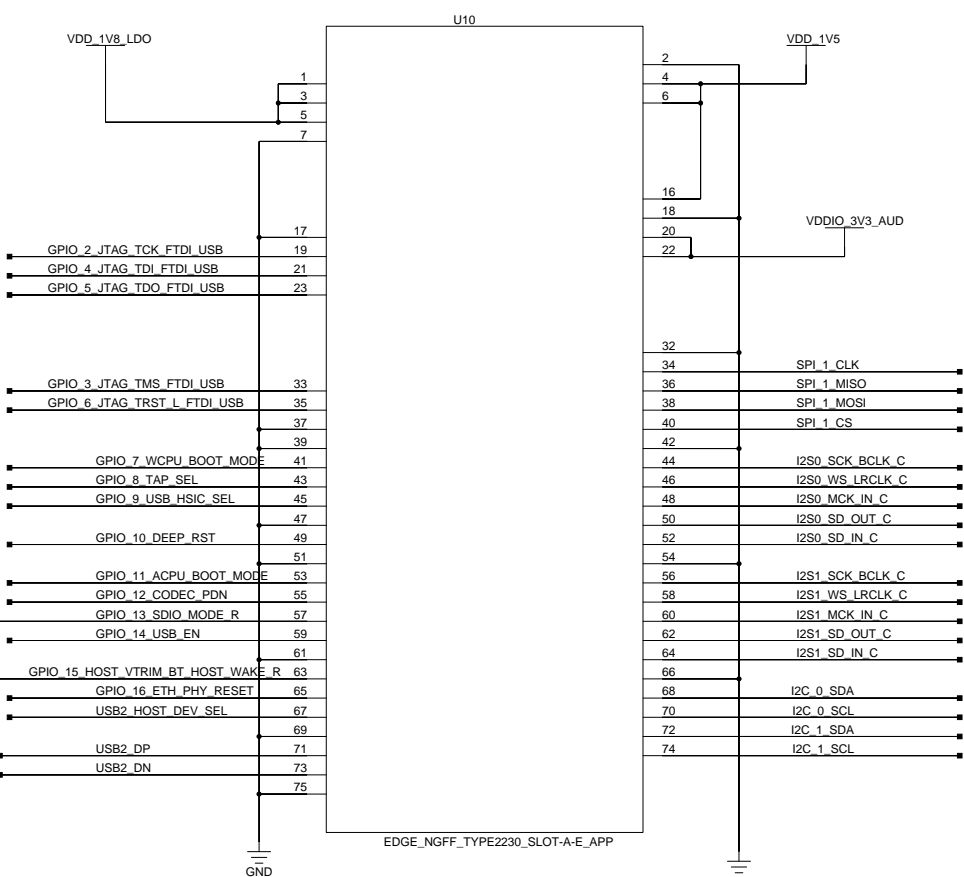 U10
VDD_1V8_LDO
VDD_1V5
2
1
4
3
6
5
7
16
18
VDDIO_3V3_AUD
17
20
GPIO_2_JTAG_TCK_FTDI_USB 19
22
GPIO_4_JTAG_TDI_FTDI_USB 21
GPIO_5_JTAG_TDO_FTDI_USB 23
32
34 SPI_1_CLK
GPIO_3_JTAG_TMS_FTDI_USB 33
36 SPI_1_MISO
GPIO_6_JTAG_TRST_L_FTDI_USB 35
38 SPI_1_MOSI
37
40 SPI_1_CS
39
42
GPIO_7_WCPU_BOOT_MODE 41
44 I2S0_SCK_BCLK_C
GPIO_8_TAP_SEL 43
46 I2S0_WS_LRCLK_C
GPIO_9_USB_HSIC_SEL 45
48 I2S0_MCK_IN_C
47
50 I2S0_SD_OUT_C
GPIO_10_DEEP_RST 49
52 I2S0_SD_IN_C
51
54
GPIO_11_ACPU_BOOT_MODE 53
56 I2S1_SCK_BCLK_C
GPIO_12_CODEC_PDN 55
58 I2S1_WS_LRCLK_C
GPIO_13_SDIO_MODE_R 57
60 I2S1_MCK_IN_C
GPIO_14_USB_EN 59
62 I2S1_SD_OUT_C
61
64 I2S1_SD_IN_C
GPIO_15_HOST_VTRIM_BT_HOST_WAKE_R 63
66
GPIO_16_ETH_PHY_RESET 65
68 I2C_0_SDA
USB2_HOST_DEV_SEL 67
70 I2C_0_SCL
69
72 I2C_1_SDA
USB2_DP 71
74 I2C_1_SCL
USB2_DN 73
75
EDGE_NGFF_TYPE2230_SLOT-A-E_APP
GND